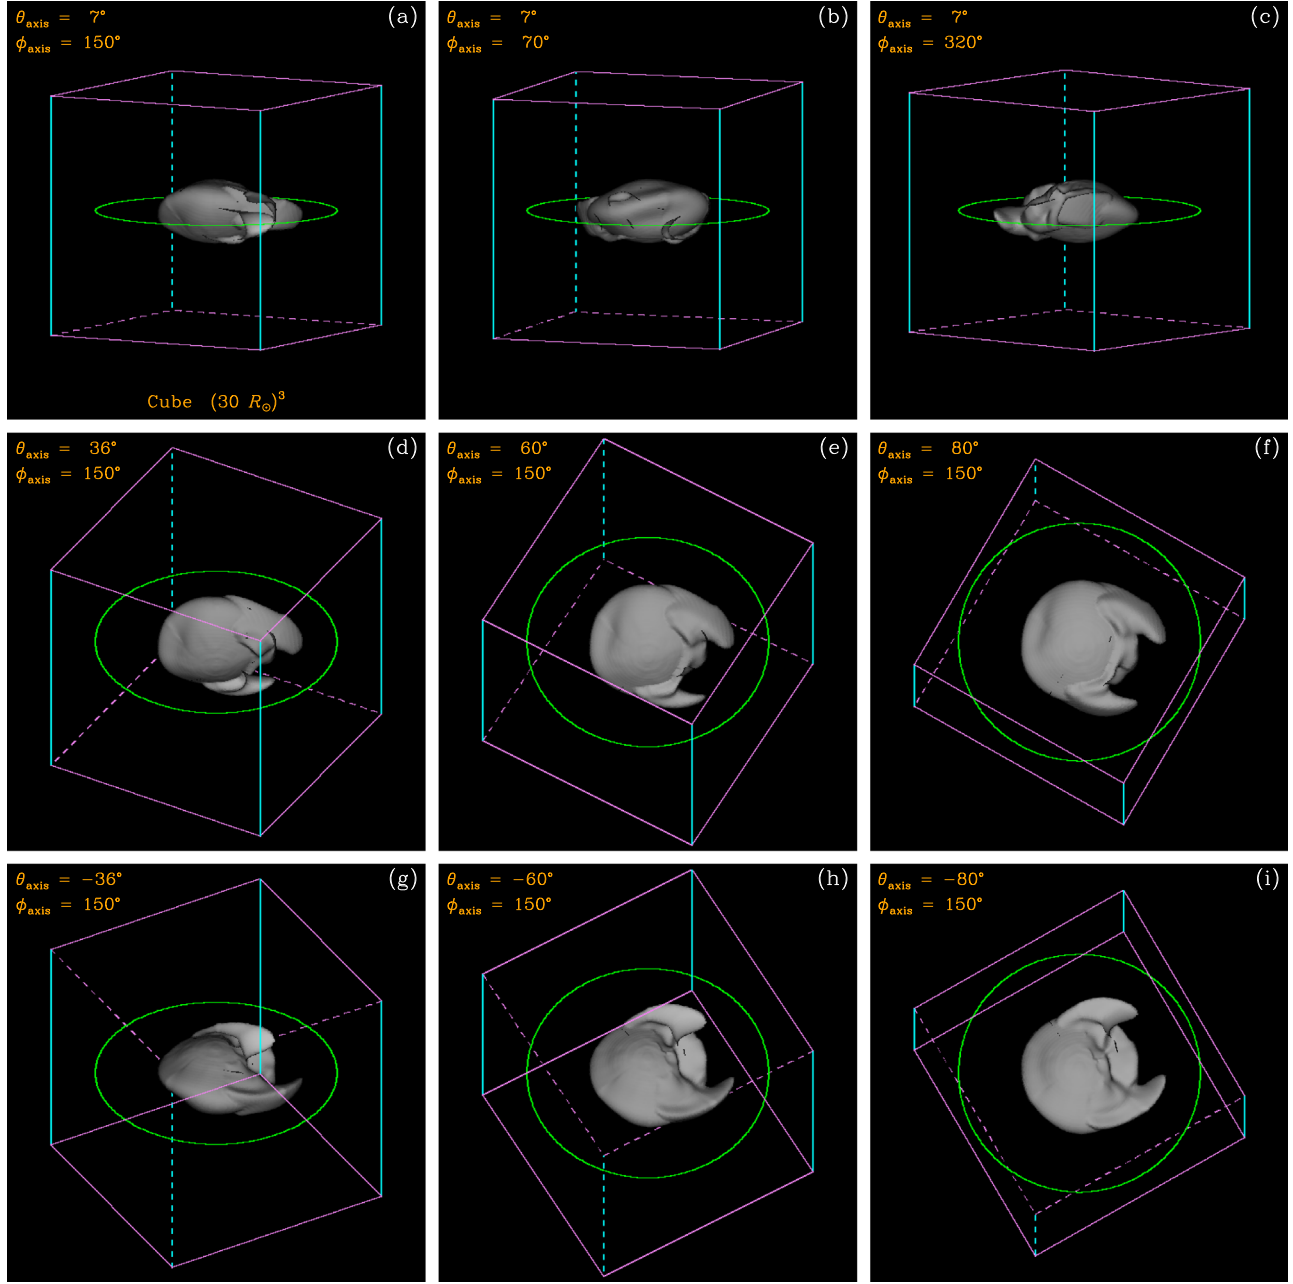 θaxis = 7° (a)
ϕaxis = 150°
Cube (30 R☉)³
θaxis = 7° (b)
ϕaxis = 70°
θaxis = 7° (c)
ϕaxis = 320°
θaxis = 36° (d)
ϕaxis = 150°
θaxis = 60° (e)
ϕaxis = 150°
θaxis = 80° (f)
ϕaxis = 150°
θaxis = −36° (g)
ϕaxis = 150°
θaxis = −60° (h)
ϕaxis = 150°
θaxis = −80° (i)
ϕaxis = 150°